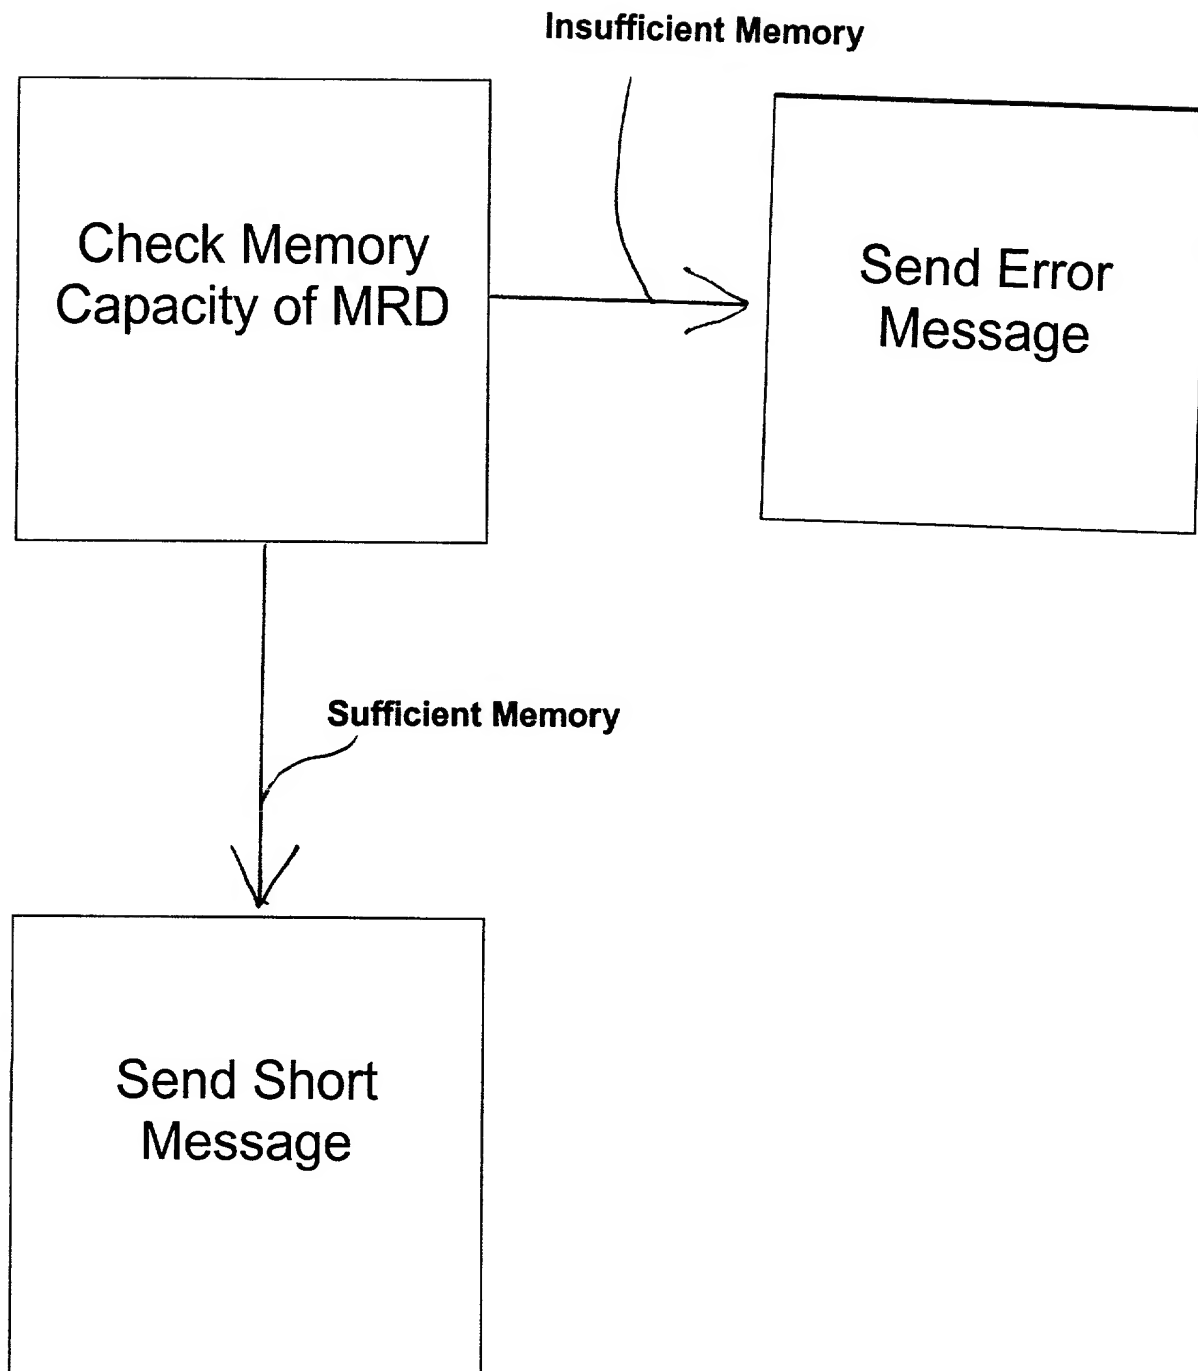 Insufficient Memory
Check Memory
Capacity of MRD
Send Error
Message
Sufficient Memory
Send Short
Message